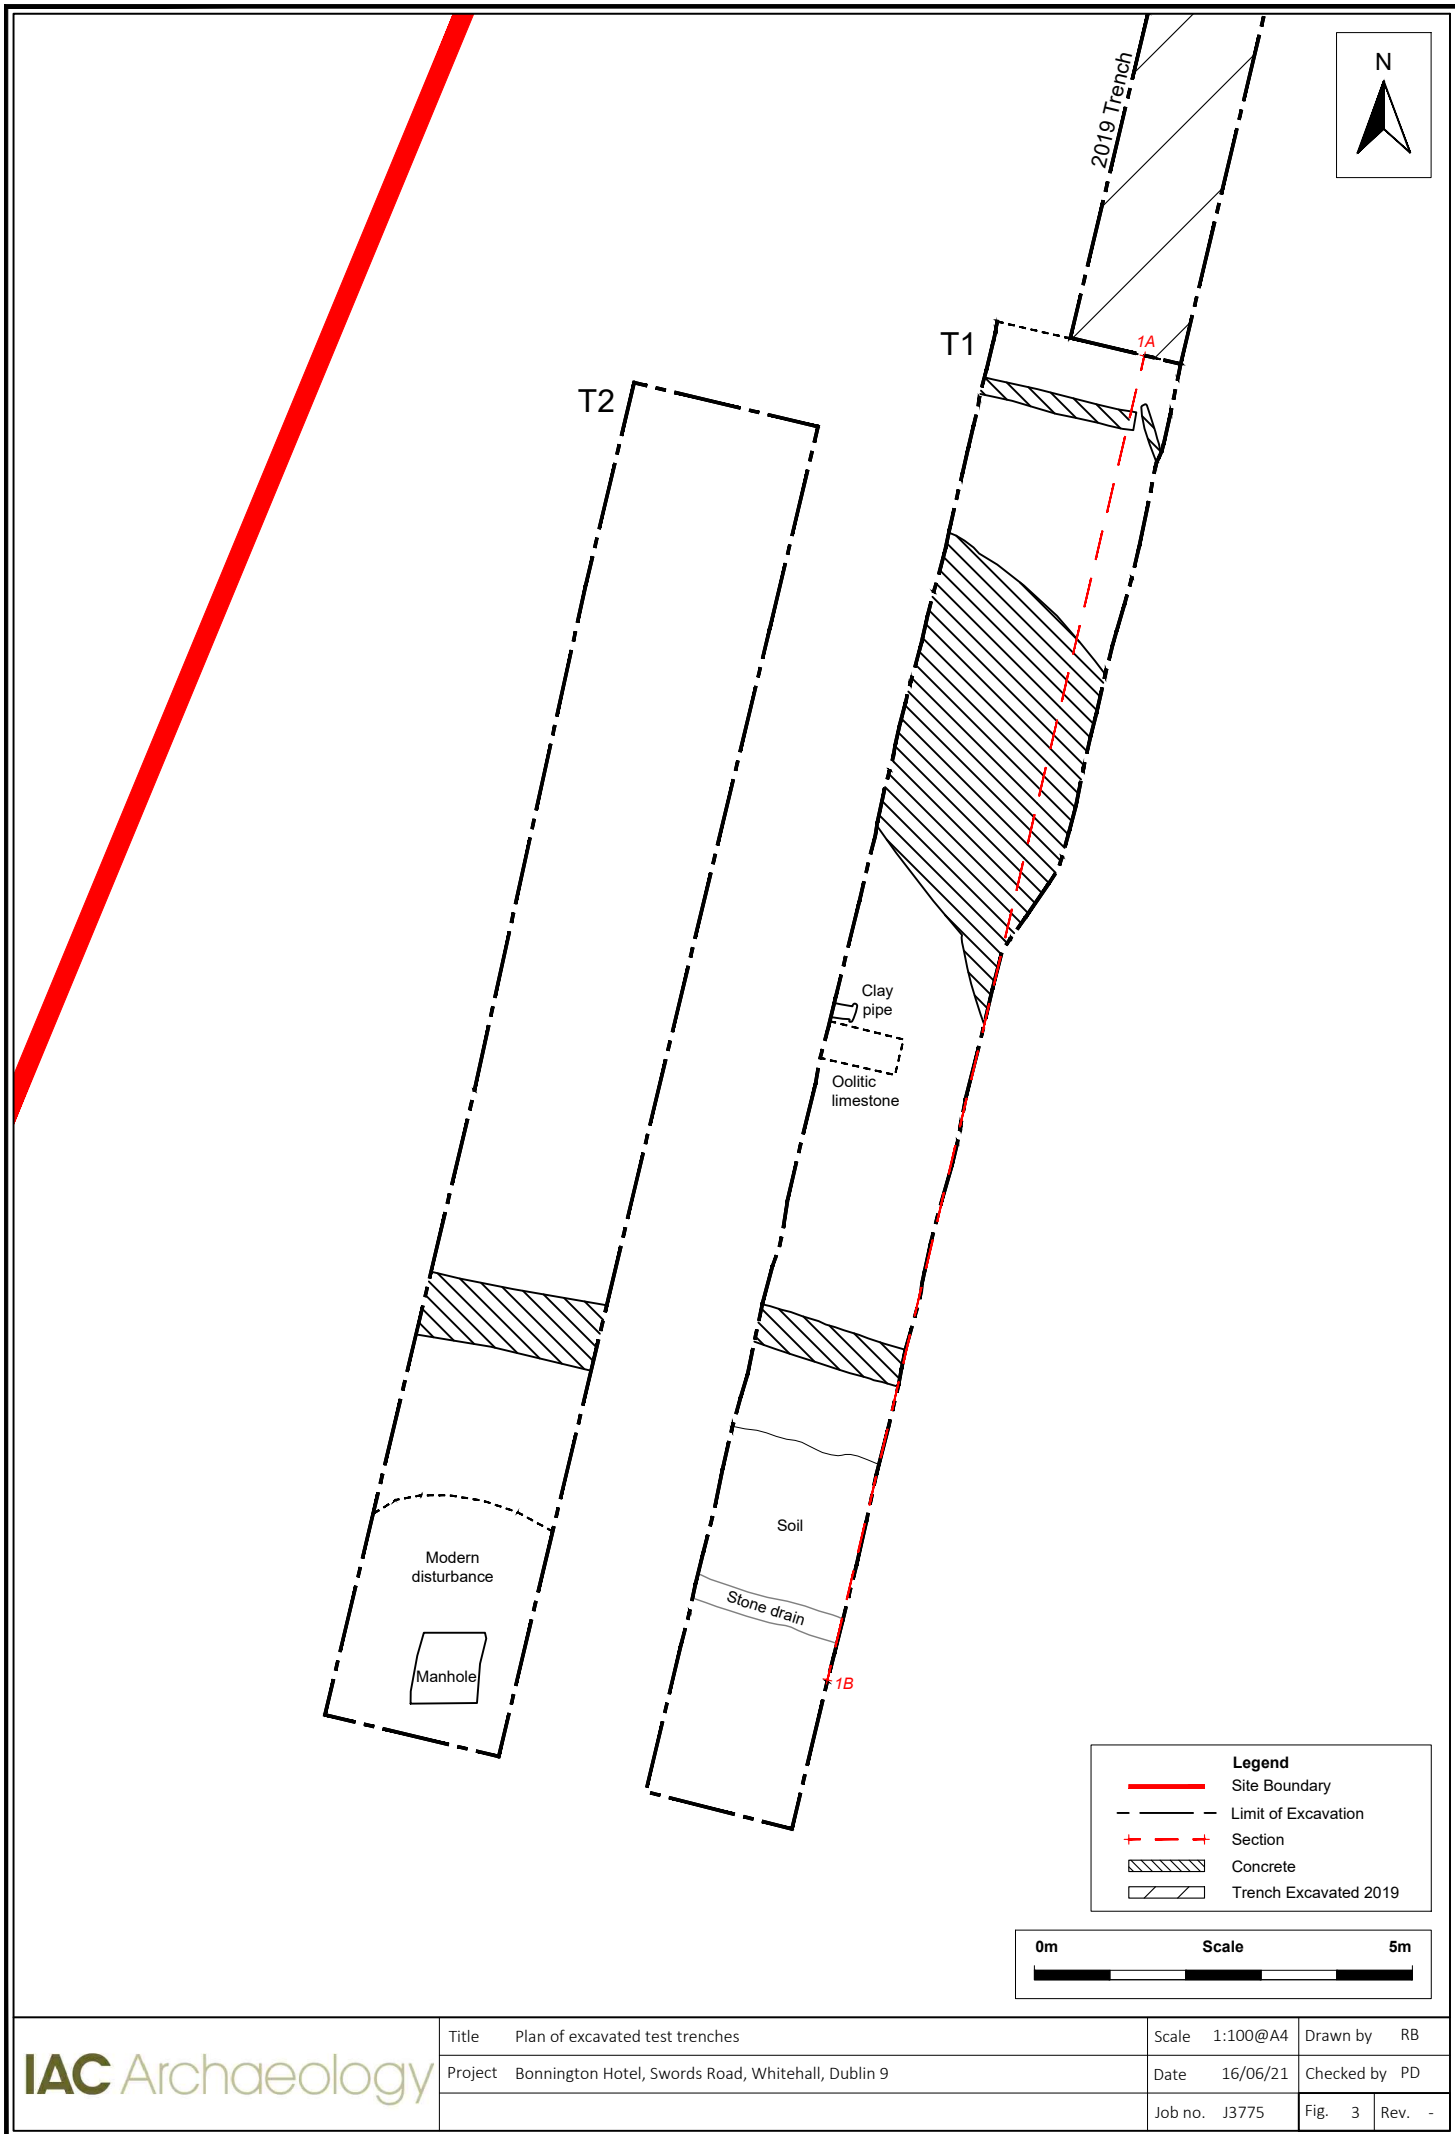 2019 Trench
N
T1
1A
T2
Clay
pipe
Oolitic
limestone
Soil
Modern
disturbance
Stone drain
Manhole
1B
Legend
Site Boundary
Limit of Excavation
Section
Concrete
Trench Excavated 2019
0m Scale 5m
IAC Archaeology
Title Plan of excavated test trenches
Project Bonnington Hotel, Swords Road, Whitehall, Dublin 9
Scale 1:100@A4 Drawn by RB
Date 16/06/21 Checked by PD
Job no. J3775 Fig. 3 Rev. -